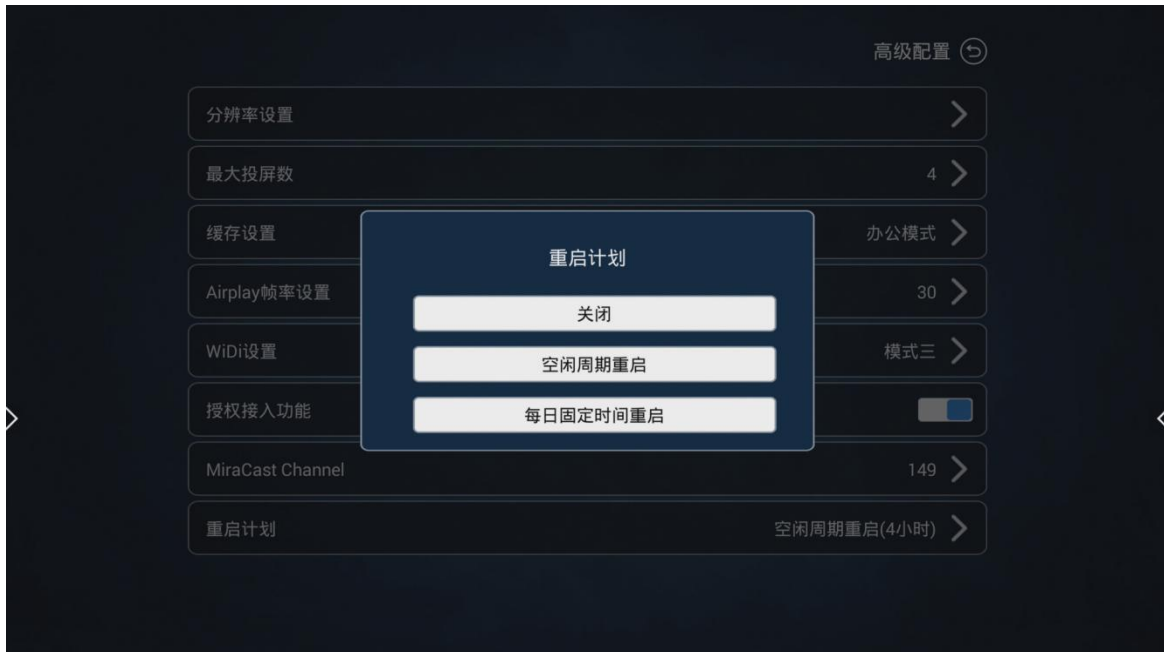 高级配置
分辨率设置
最大投屏数 4
缓存设置 办公模式
Airplay帧率设置 30
WiDi设置 模式三
授权接入功能
MiraCast Channel 149
重启计划 空闲周期重启(4小时)
重启计划
关闭
空闲周期重启
每日固定时间重启